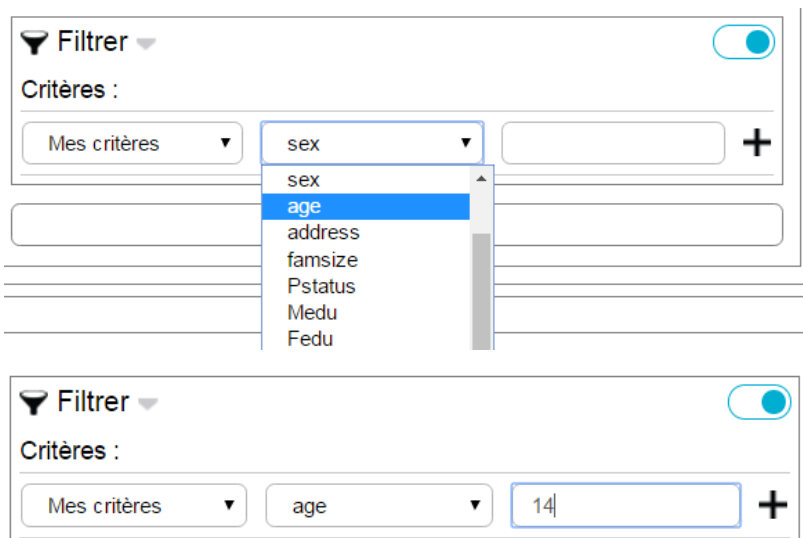 Filtrer
Critères :
Mes critères sex
sex
age
address
famsize
Pstatus
Medu
Fedu
Filtrer
Critères :
Mes critères age 14